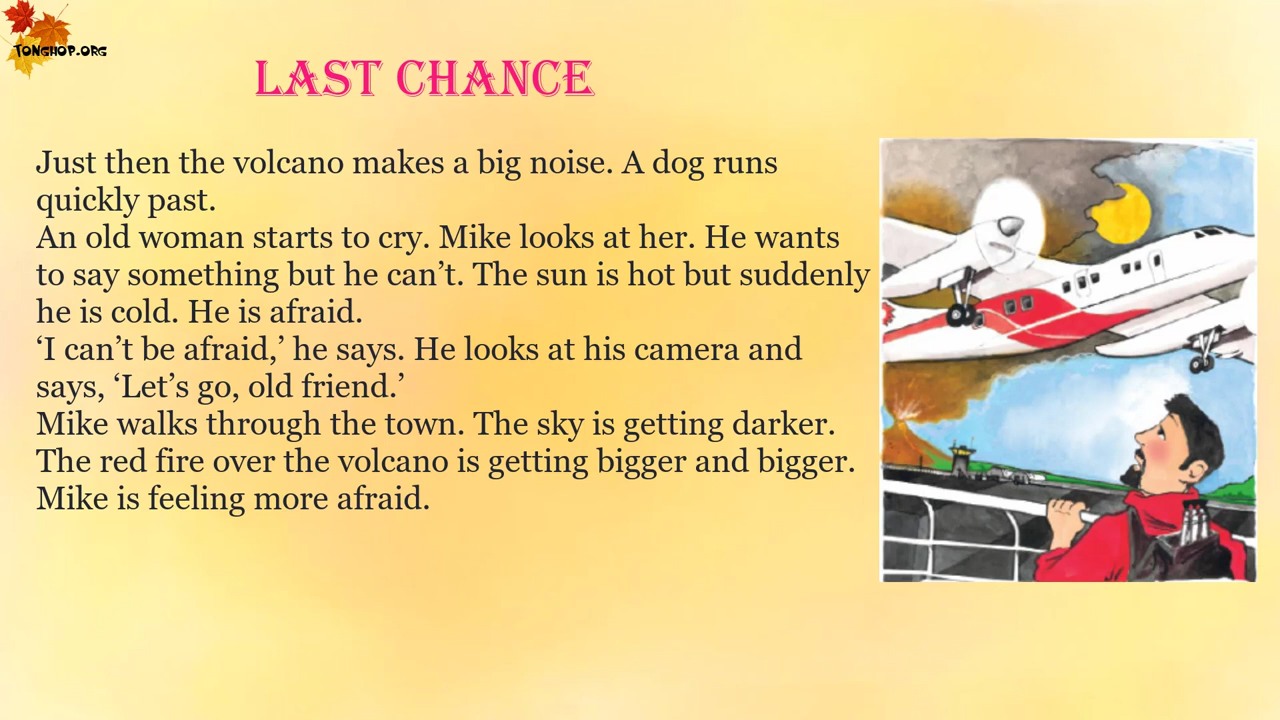 TONGHOP.ORG
LAST CHANCE
Just then the volcano makes a big noise. A dog runs
quickly past.
An old woman starts to cry. Mike looks at her. He wants
to say something but he can’t. The sun is hot but suddenly
he is cold. He is afraid.
‘I can’t be afraid,’ he says. He looks at his camera and
says, ‘Let’s go, old friend.’
Mike walks through the town. The sky is getting darker.
The red fire over the volcano is getting bigger and bigger.
Mike is feeling more afraid.